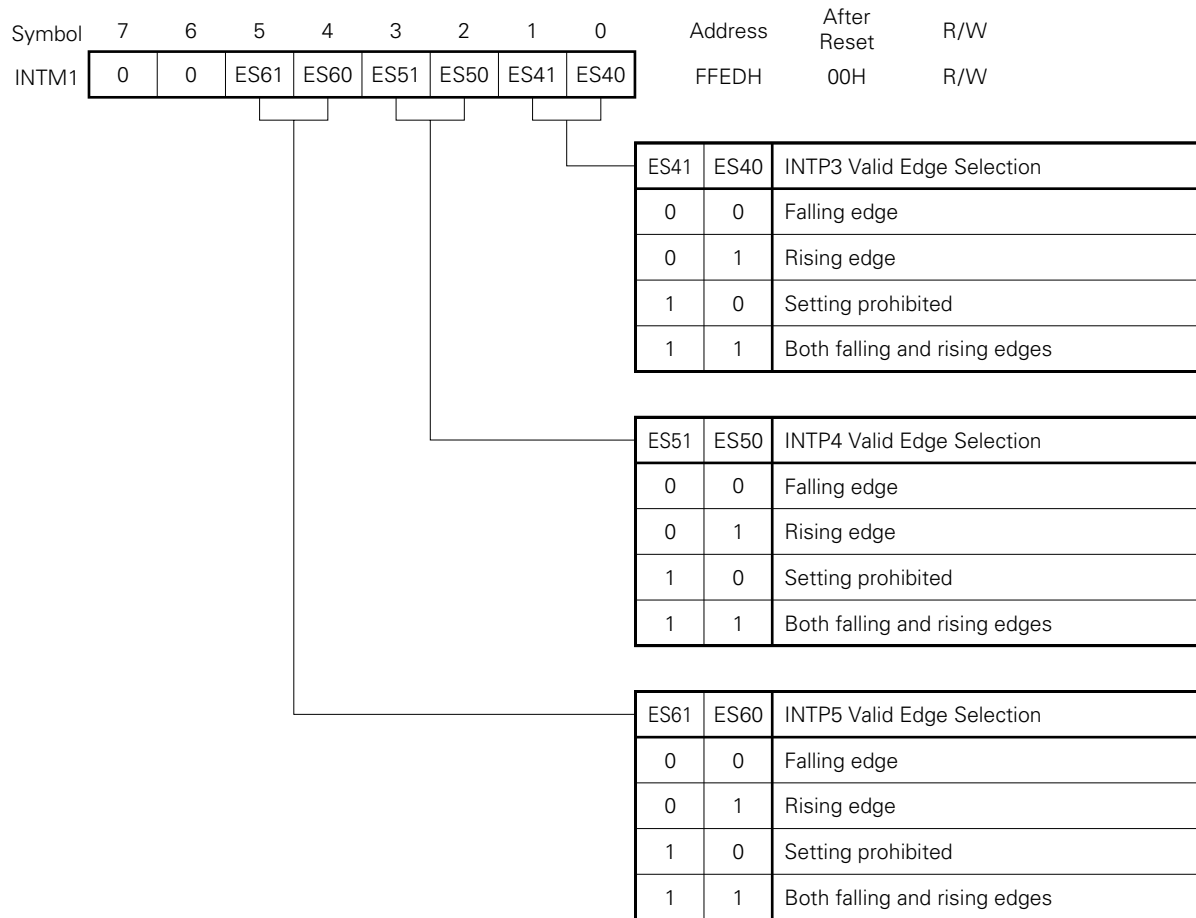 Symbol 7 6 5 4 3 2 1 0 Address After Reset R/W
INTM1 0 0 ES61 ES60 ES51 ES50 ES41 ES40 FFEDH 00H R/W
ES41 ES40 INTP3 Valid Edge Selection
0 0 Falling edge
0 1 Rising edge
1 0 Setting prohibited
1 1 Both falling and rising edges
ES51 ES50 INTP4 Valid Edge Selection
0 0 Falling edge
0 1 Rising edge
1 0 Setting prohibited
1 1 Both falling and rising edges
ES61 ES60 INTP5 Valid Edge Selection
0 0 Falling edge
0 1 Rising edge
1 0 Setting prohibited
1 1 Both falling and rising edges